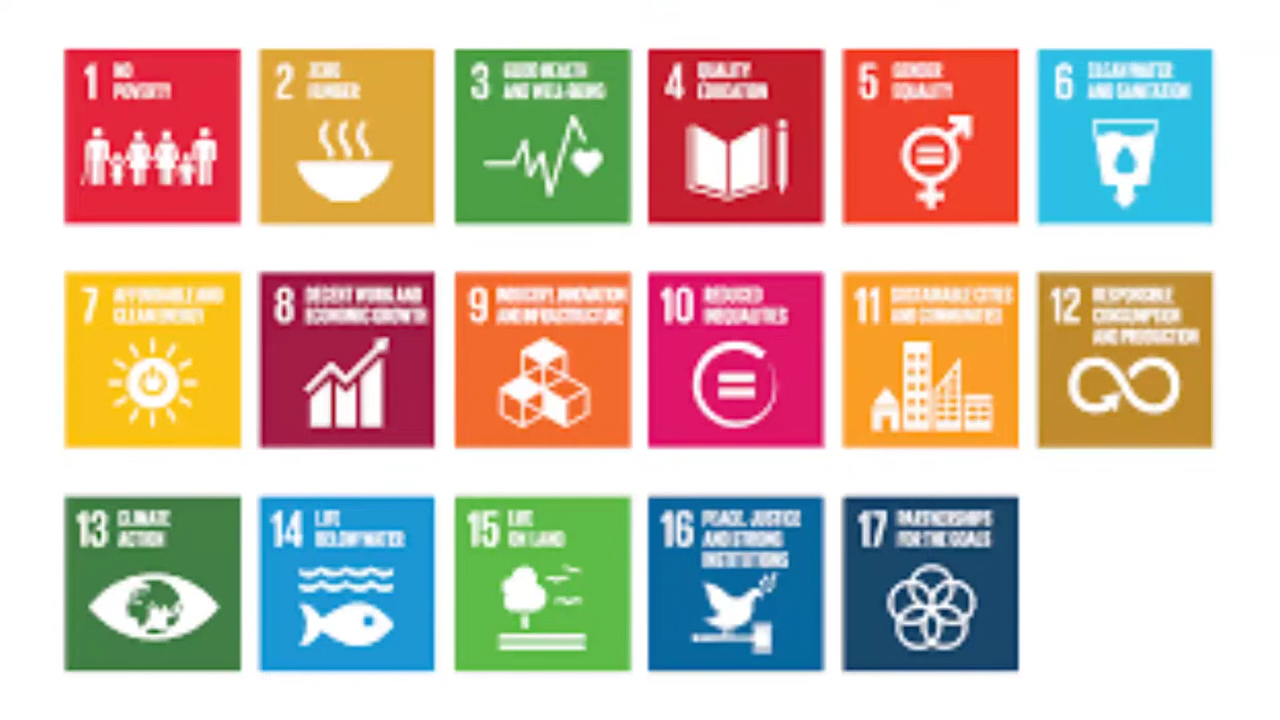 1 NO
POVERTY
2 ZERO
HUNGER
3 GOOD HEALTH
AND WELL-BEING
4 QUALITY
EDUCATION
5 GENDER
EQUALITY
6 CLEAN WATER
AND SANITATION
7 AFFORDABLE AND
CLEAN ENERGY
8 DECENT WORK AND
ECONOMIC GROWTH
9 INDUSTRY, INNOVATION
AND INFRASTRUCTURE
10 REDUCED
INEQUALITIES
11 SUSTAINABLE CITIES
AND COMMUNITIES
12 RESPONSIBLE
CONSUMPTION
AND PRODUCTION
13 CLIMATE
ACTION
14 LIFE
BELOW WATER
15 LIFE
ON LAND
16 PEACE, JUSTICE
AND STRONG
INSTITUTIONS
17 PARTNERSHIPS
FOR THE GOALS